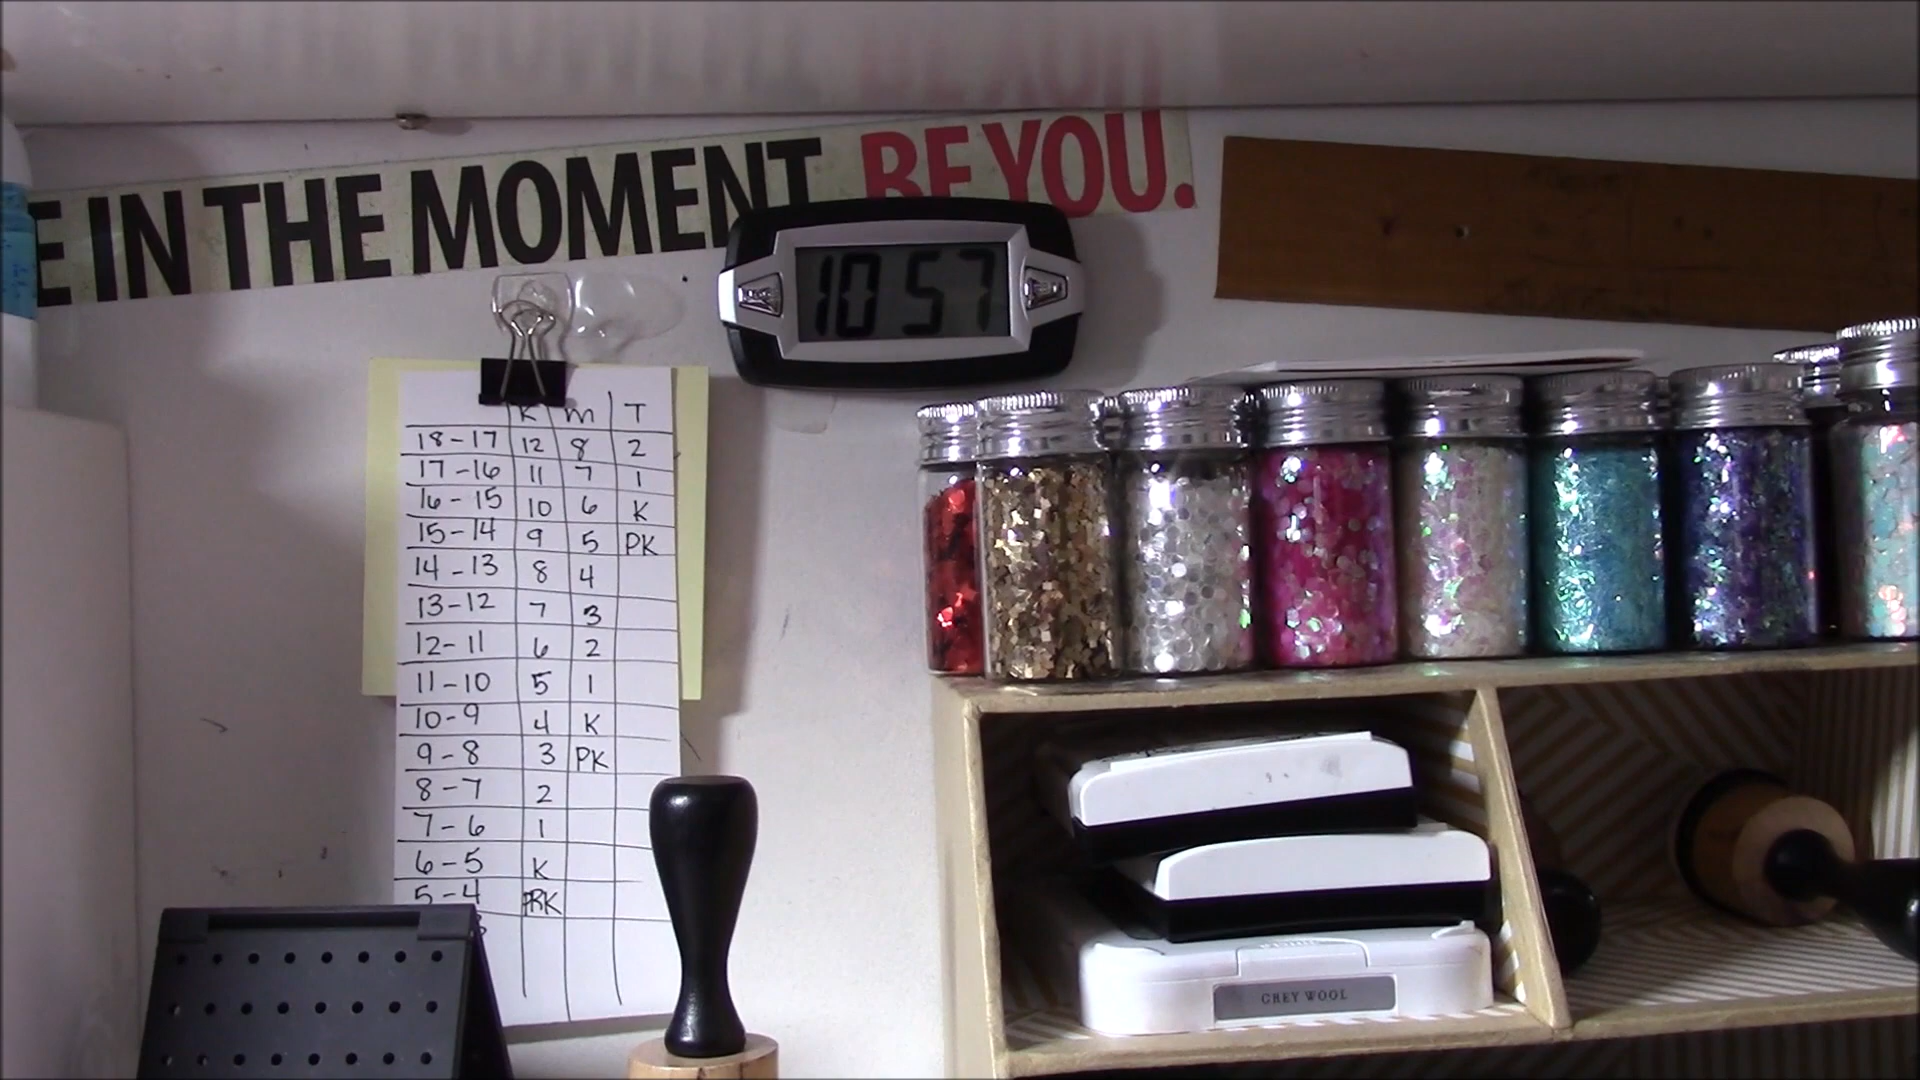 E IN THE MOMENT BE YOU.
10 57
K m T
18-17 12 8 2
17-16 11 7 1
16-15 10 6 K
15-14 9 5 PK
14-13 8 4
13-12 7 3
12-11 6 2
11-10 5 1
10-9 4 K
9-8 3 PK
8-7 2
7-6 1
6-5 K
5-4 PRK
GREY WOOL